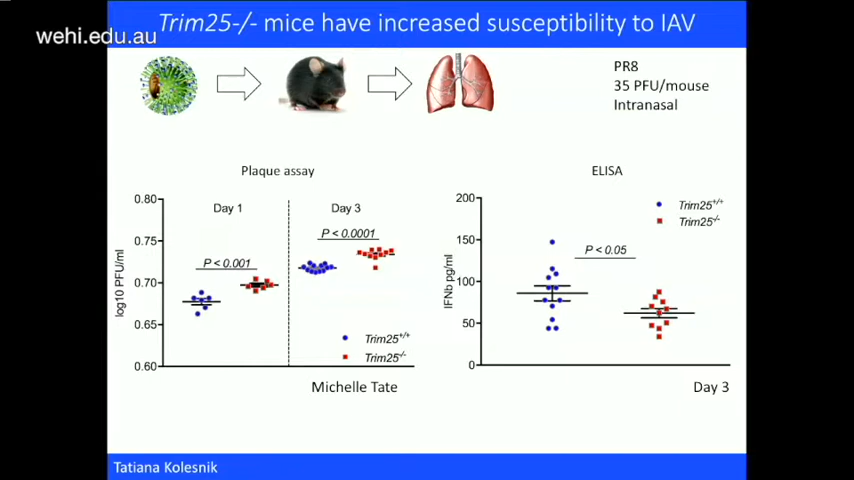 Trim25-/- mice have increased susceptibility to IAV
wehi.edu.au
PR8
35 PFU/mouse
Intranasal
Plaque assay
0.80
0.75
0.70
0.65
0.60
log10 PFU/ml
Day 1
Day 3
P < 0.001
P < 0.0001
Trim25+/+
Trim25-/-
Michelle Tate
ELISA
200
150
100
50
0
IFNb pg/ml
P < 0.05
Trim25+/+
Trim25-/-
Day 3
Tatiana Kolesnik